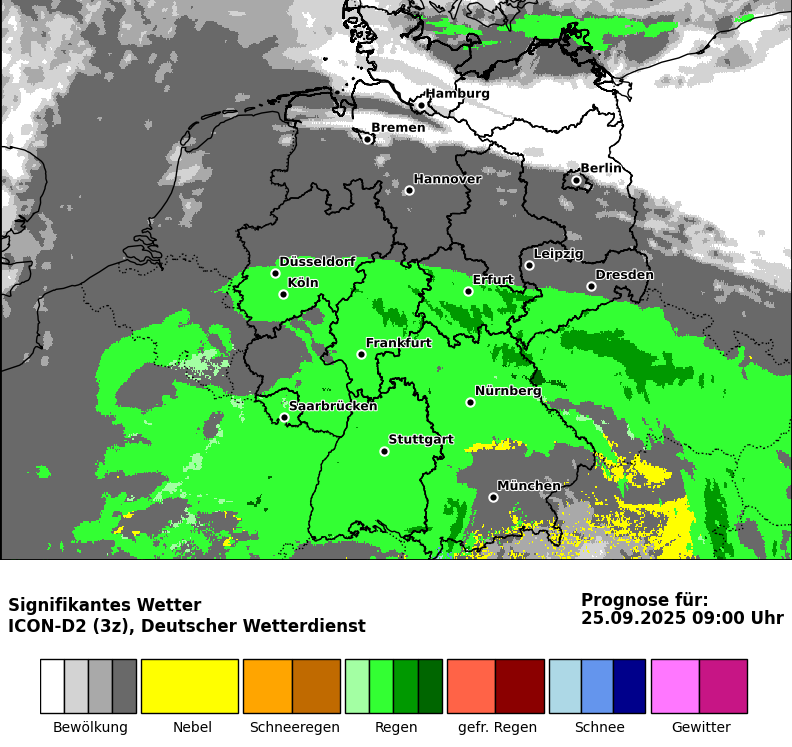 Hamburg
Bremen
Berlin
Hannover
Leipzig
Düsseldorf
Dresden
Köln
Erfurt
Frankfurt
Nürnberg
Saarbrücken
Stuttgart
München
Signifikantes Wetter
ICON-D2 (3z), Deutscher Wetterdienst
Prognose für:
25.09.2025 09:00 Uhr
Bewölkung Nebel Schneeregen Regen gefr. Regen Schnee Gewitter